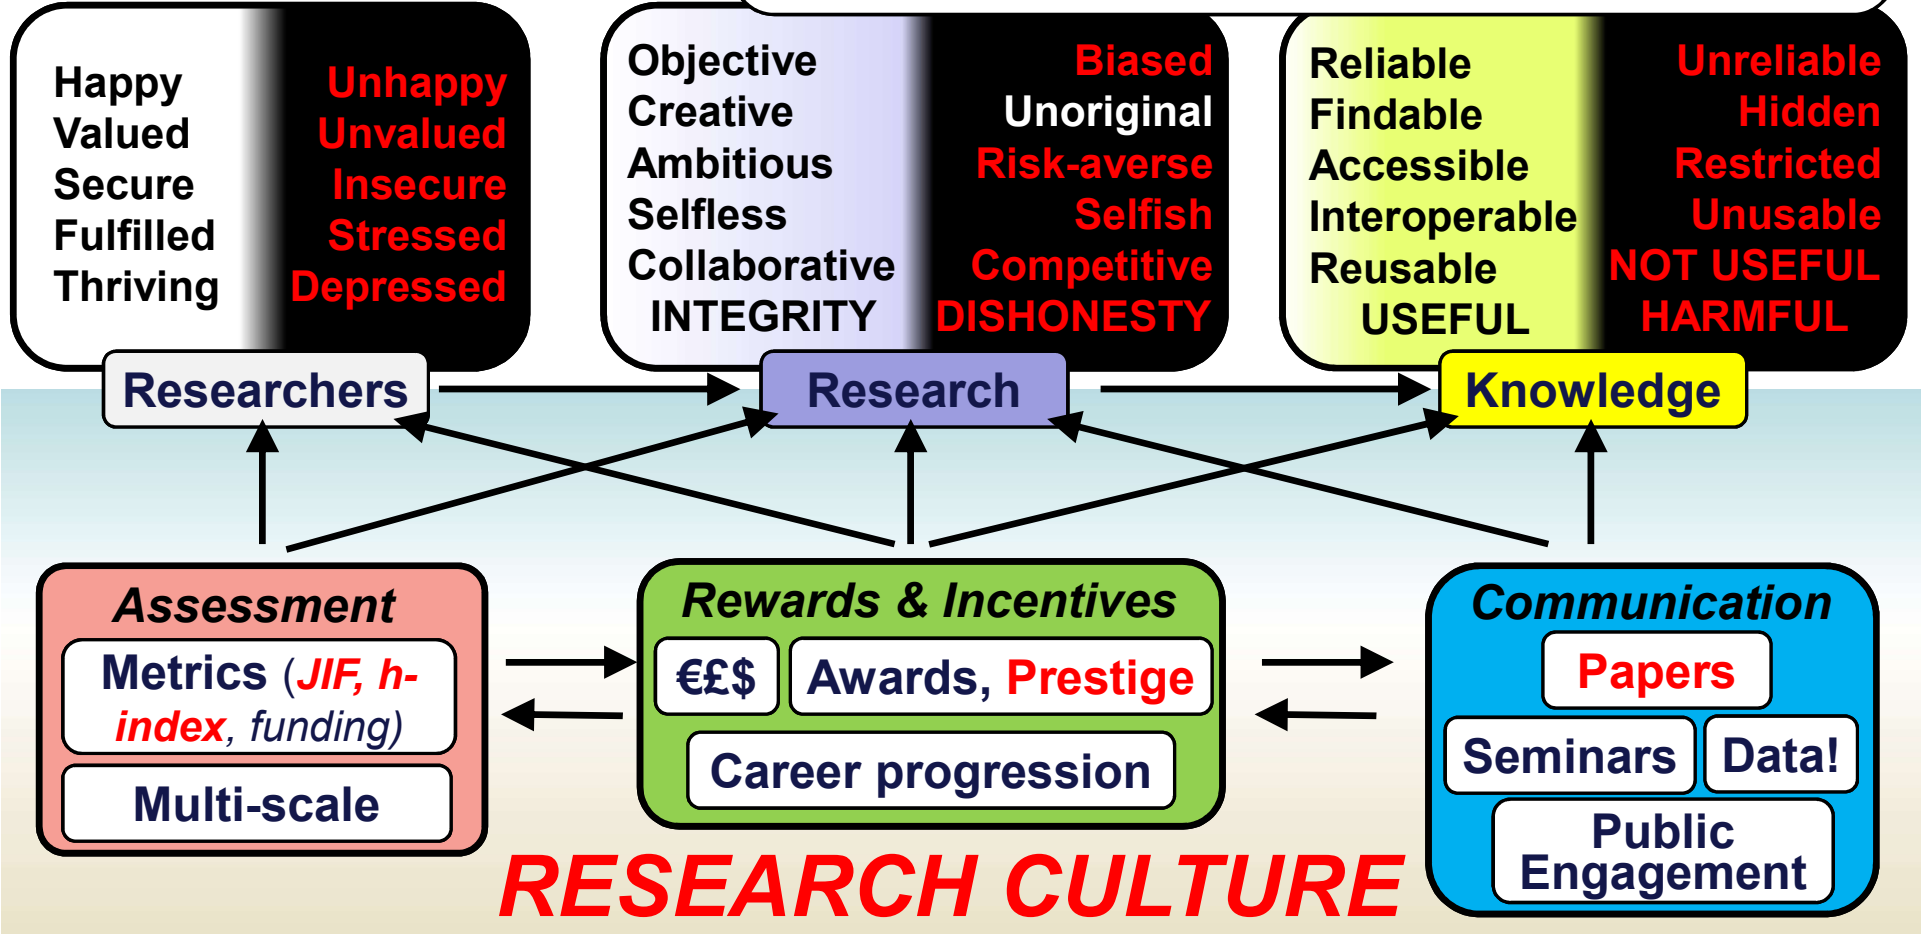 Happy
Valued
Secure
Fulfilled
Thriving
Unhappy
Unvalued
Insecure
Stressed
Depressed
Researchers
Objective
Creative
Ambitious
Selfless
Collaborative
INTEGRITY
Biased
Unoriginal
Risk-averse
Selfish
Competitive
DISHONESTY
Research
Reliable
Findable
Accessible
Interoperable
Reusable
USEFUL
Unreliable
Hidden
Restricted
Unusable
NOT USEFUL
HARMFUL
Knowledge
Assessment
Metrics (JIF, h-
index, funding)
Multi-scale
Rewards & Incentives
€£$
Awards, Prestige
Career progression
Communication
Papers
Seminars
Data!
Public
Engagement
RESEARCH CULTURE